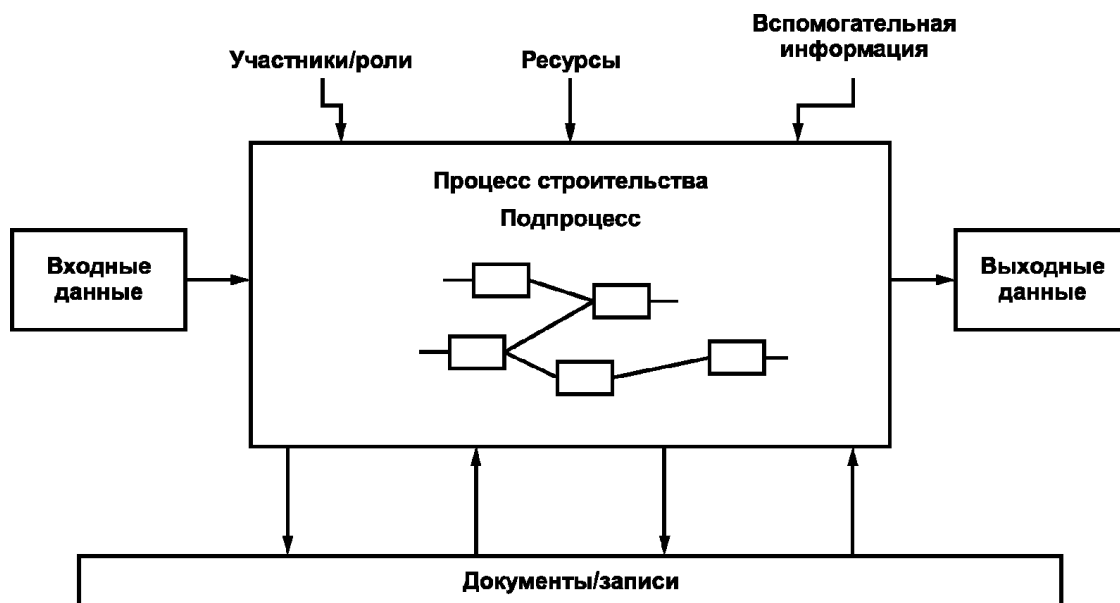 Участники/роли
Ресурсы
Вспомогательная
информация
Процесс строительства
Подпроцесс
Входные
данные
Выходные
данные
Документы/записи